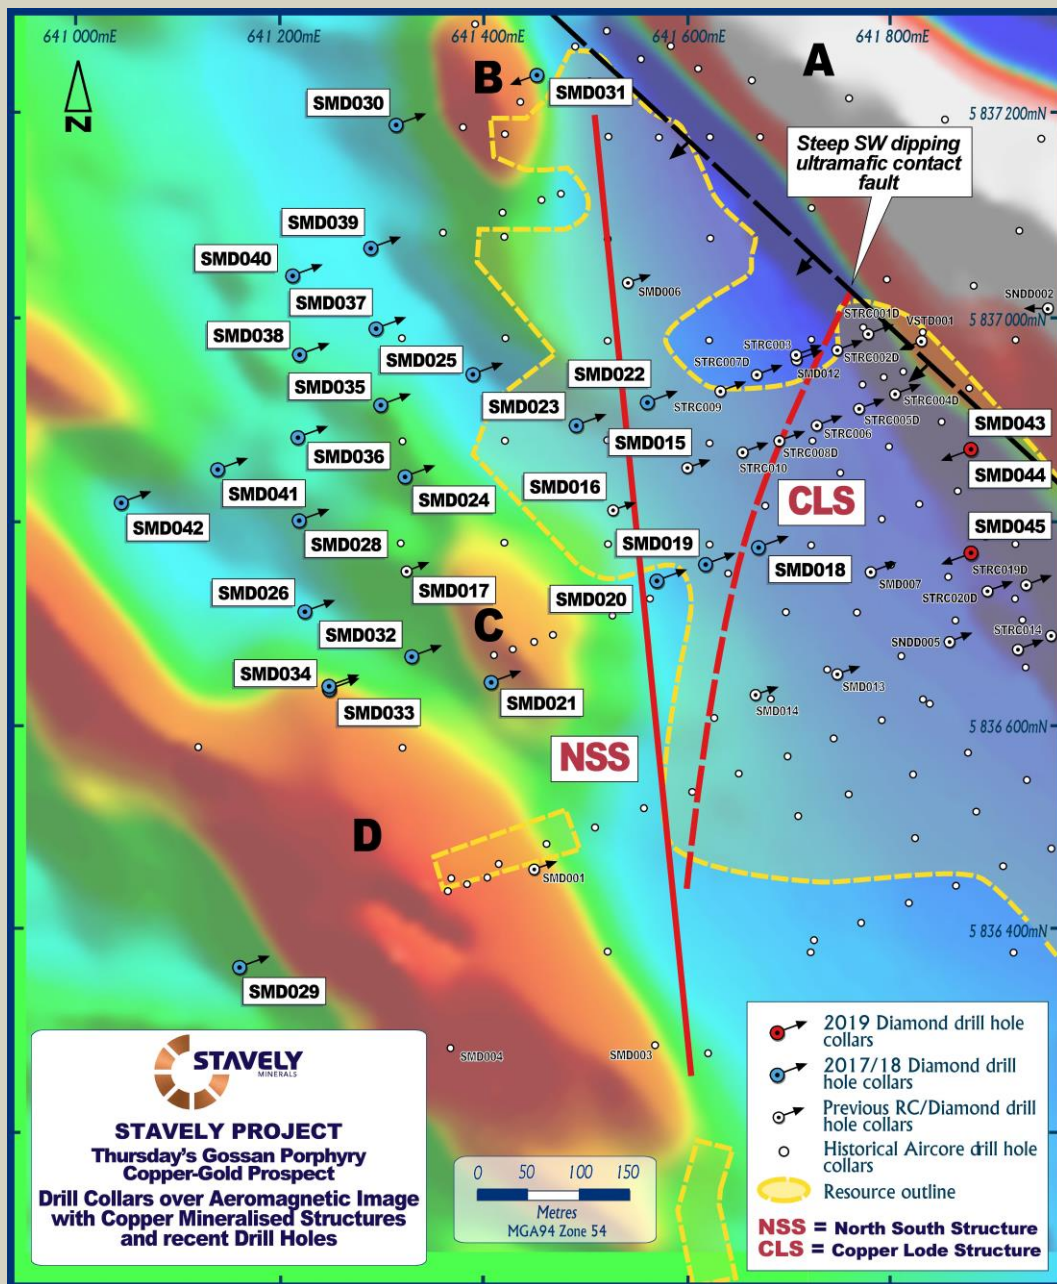 641 000mE
641 200mE
641 400mE
641 600mE
641 800mE
A
B
SMD031
SMD030
5 837 200mN
N
Steep SW dipping
ultramafic contact
fault
SMD039
SMD040
SMD006
SNDD002
SMD037
STRC001D
VSTD001
5 837 000mN
SMD038
SMD025
STRC003
STRC002D
STRC007D
SMD012
SMD022
SMD035
STRC004D
SMD023
STRC009
STRC005D
SMD043
SMD015
STRC006
SMD036
STRC008D
STRC010
SMD044
SMD041
SMD024
SMD016
CLS
SMD042
SMD028
SMD019
SMD045
SMD018
STRC019D
SMD017
SMD007
SMD026
SMD020
STRC020D
C
SMD032
SNDD005
STRC014
SMD034
SMD021
SMD013
SMD033
SMD014
5 836 600mN
NSS
D
SMD001
5 836 400mN
SMD029
SMD004
SMD003
STAVELY
MINERALS
STAVELY PROJECT
Thursday's Gossan Porphyry
Copper-Gold Prospect
Drill Collars over Aeromagnetic Image
with Copper Mineralised Structures
and recent Drill Holes
0 50 100 150
Metres
MGA94 Zone 54
2019 Diamond drill hole
collars
2017/18 Diamond drill
hole collars
Previous RC/Diamond drill
hole collars
Historical Aircore drill hole
collars
Resource outline
NSS = North South Structure
CLS = Copper Lode Structure